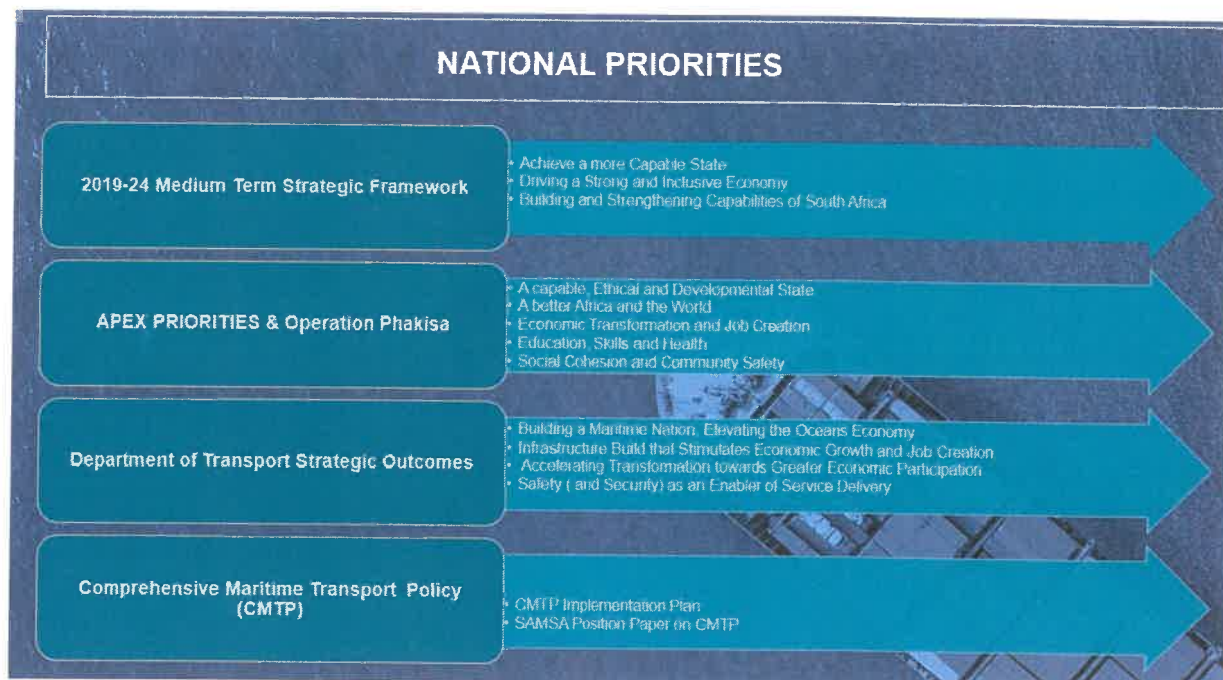 NATIONAL PRIORITIES
2019-24 Medium Term Strategic Framework
• Achieve a more Capable State
• Driving a Strong and Inclusive Economy
• Building and Strengthening Capabilities of South Africa
APEX PRIORITIES & Operation Phakisa
• A capable, Ethical and Developmental State
• A better Africa and the World
• Economic Transformation and Job Creation
• Education, Skills and Health
• Social Cohesion and Community Safety
Department of Transport Strategic Outcomes
• Building a Maritime Nation, Elevating the Oceans Economy
• Infrastructure Build that Stimulates Economic Growth and Job Creation
• Accelerating Transformation towards Greater Economic Participation
• Safety ( and Security) as an Enabler of Service Delivery
Comprehensive Maritime Transport Policy
(CMTP)
• CMTP Implementation Plan
• SAMSA Position Paper on CMTP